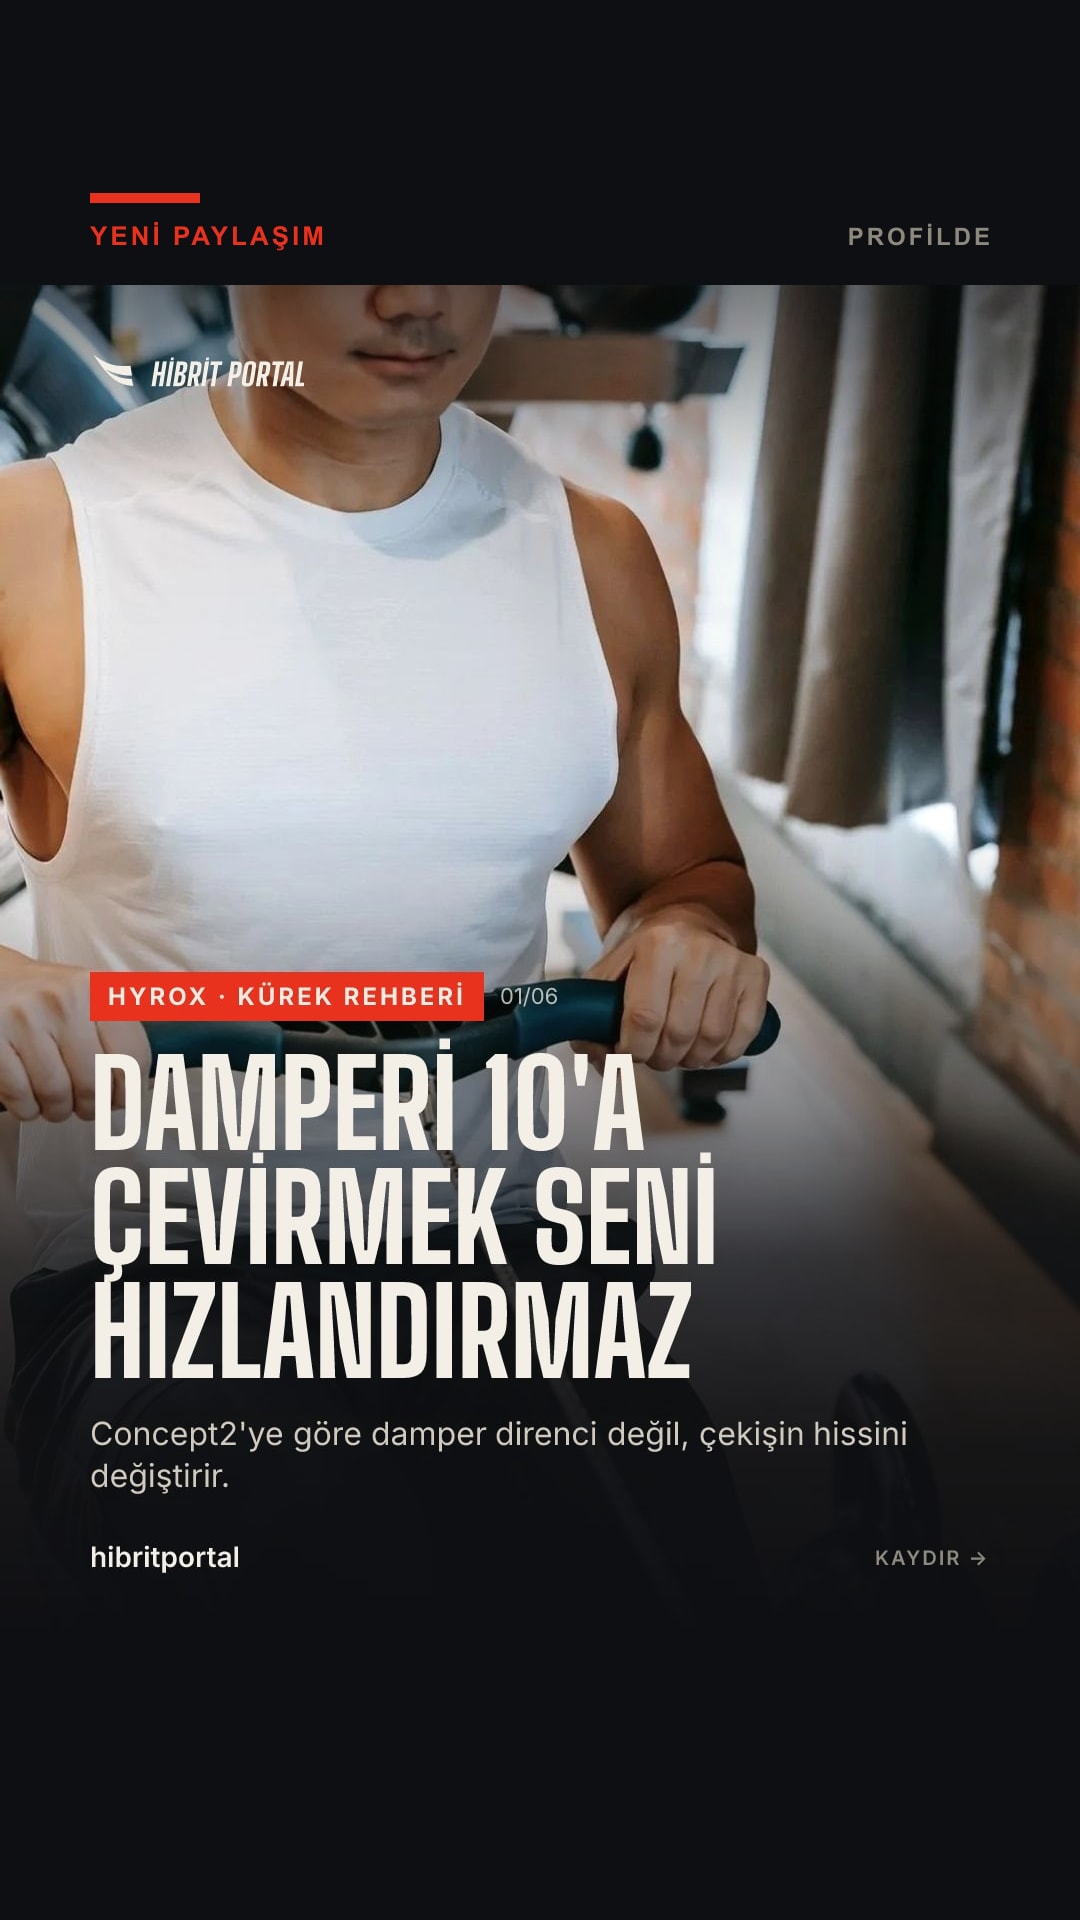 YENİ PAYLAŞIM
PROFİLDE
HİBRİT PORTAL
HYROX · KÜREK REHBERİ
01/06
DAMPERİ 10'A
ÇEVİRMEK SENİ
HIZLANDIRMAZ
Concept2'ye göre damper direnci değil, çekişin hissini
değiştirir.
hibritportal
KAYDIR →